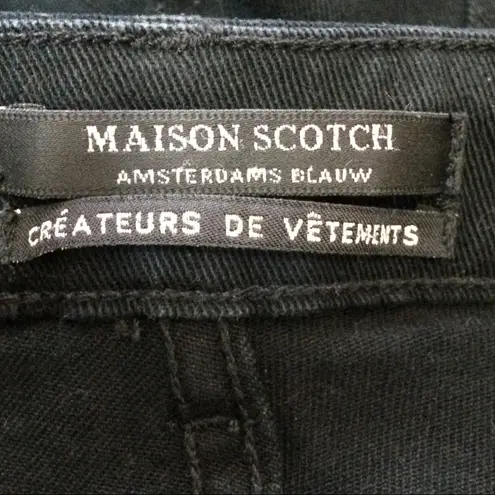 MAISON SCOTCH
AMSTERDAMS BLAUW
CRÉATEURS DE VÊTEMENTS